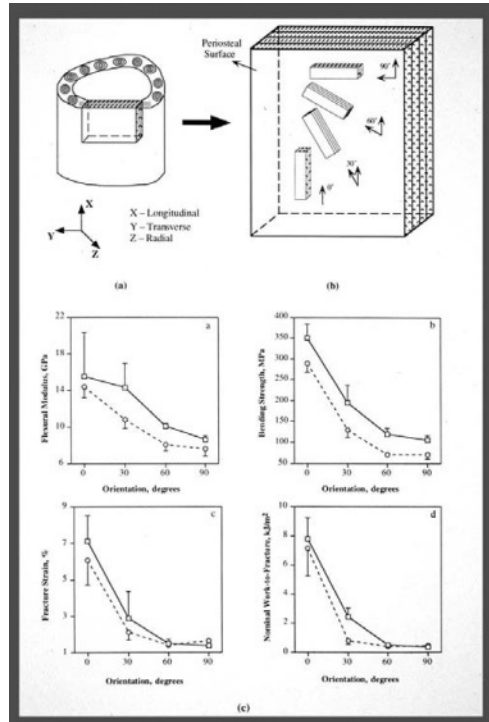 Periosteal
Surface
90°
60°
30°
0°
X
Y
Z
X – Longitudinal
Y – Transverse
Z – Radial
(a)
(b)
Flexural Modulus, GPa
22
18
14
10
6
a
0
30
60
90
Orientation, degrees
Bending Strength, MPa
400
350
300
250
200
150
100
50
b
0
30
60
90
Orientation, degrees
Fracture Strain, %
9
7
5
3
1
c
0
30
60
90
Orientation, degrees
Nominal Work-to-Fracture, kJ/m²
10
8
6
4
2
0
d
0
30
60
90
Orientation, degrees
(c)